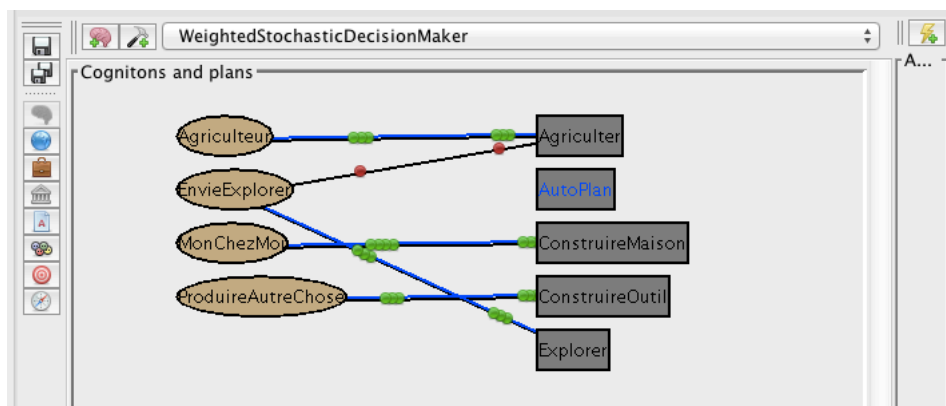 WeightedStochasticDecisionMaker
Cognitons and plans
A...
Agriculteur
Agriculter
EnvieExplorer
AutoPlan
MonChezMoi
ConstruireMaison
ProduireAutreChose
ConstruireOutil
Explorer